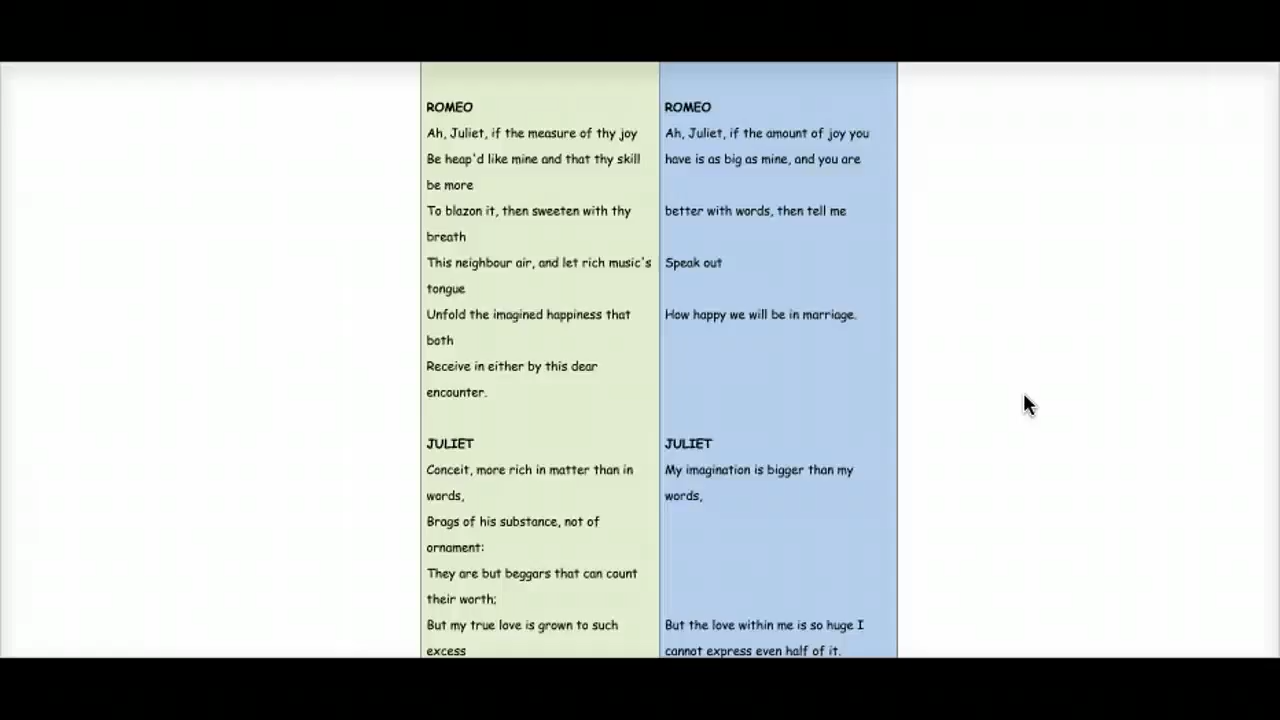 ROMEO
Ah, Juliet, if the measure of thy joy
Be heap'd like mine and that thy skill
be more
To blazon it, then sweeten with thy
breath
This neighbour air, and let rich music's
tongue
Unfold the imagined happiness that
both
Receive in either by this dear
encounter.
JULIET
Conceit, more rich in matter than in
words,
Brags of his substance, not of
ornament:
They are but beggars that can count
their worth;
But my true love is grown to such
excess
ROMEO
Ah, Juliet, if the amount of joy you
have is as big as mine, and you are
better with words, then tell me
Speak out
How happy we will be in marriage.
JULIET
My imagination is bigger than my
words,
But the love within me is so huge I
cannot express even half of it.